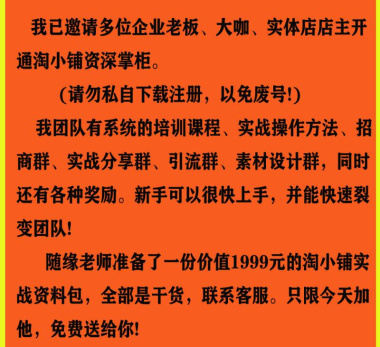 我已邀请多位企业老板、大咖、实体店店主开
通淘小铺资深掌柜。
(请勿私自下载注册，以免废号!)
我团队有系统的培训课程、实战操作方法、招
商群、实战分享群、引流群、素材设计群，同时
还有各种奖励。新手可以很快上手，并能快速裂
变团队!
随缘老师准备了一份价值1999元的淘小铺实
战资料包，全部是干货，联系客服。只限今天加
他，免费送给你!